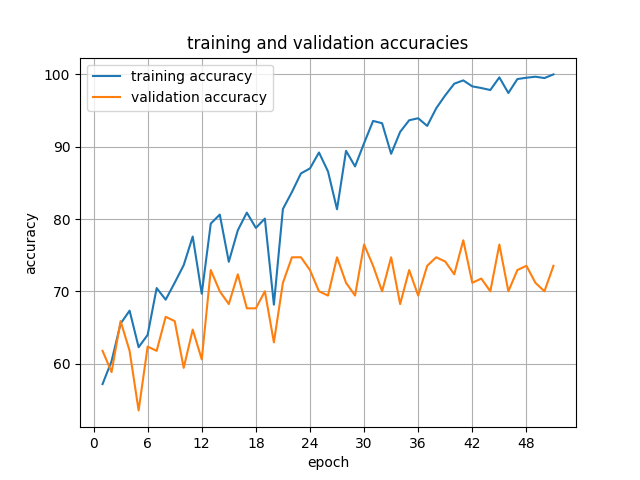 training and validation accuracies
training accuracy
validation accuracy
100
90
80
70
60
accuracy
0 6 12 18 24 30 36 42 48
epoch